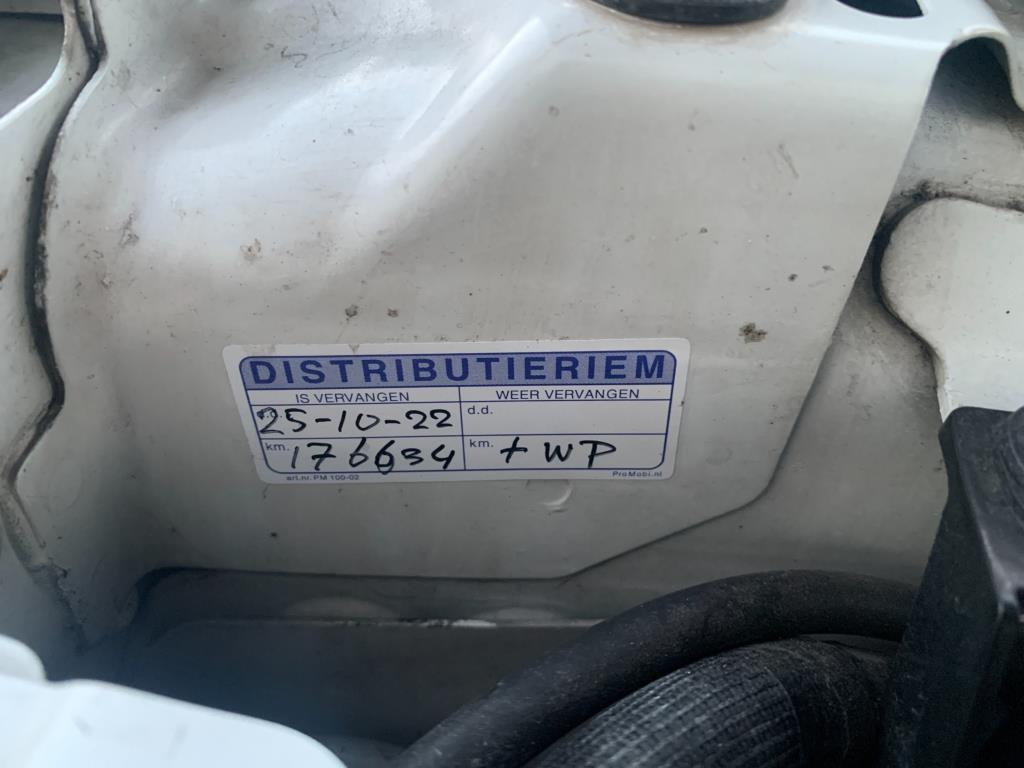 DISTRIBUTIERIEM
IS VERVANGEN WEER VERVANGEN
25-10-22 d.d.
km. 176634 km. + WP
art.nr. PM 100-02 ProMobi.nl